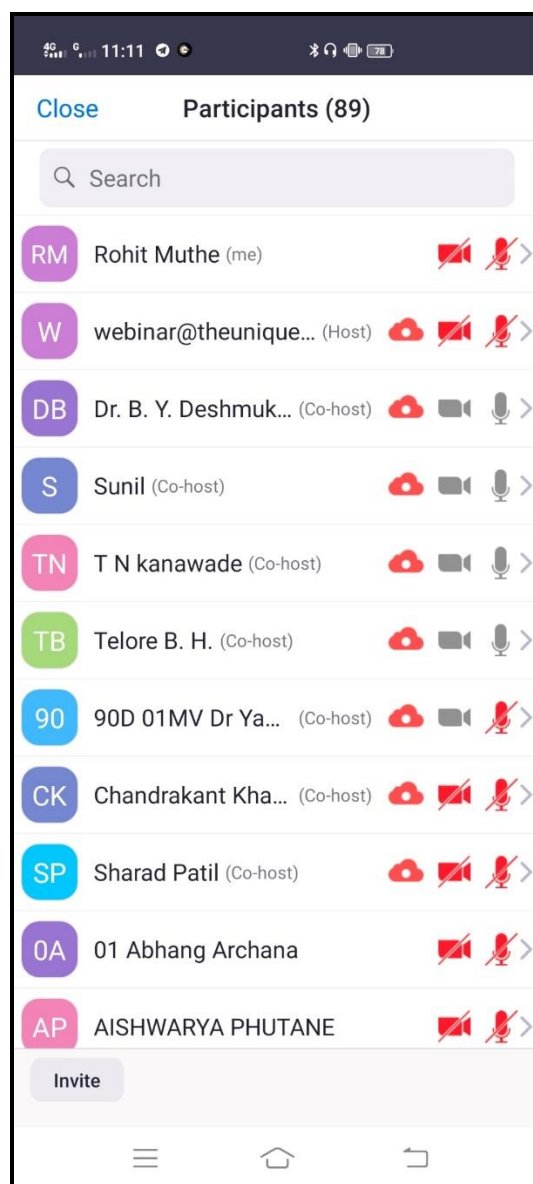 4G G 11:11 78
Close Participants (89)
Search
RM Rohit Muthe (me)
W webinar@theunique... (Host)
DB Dr. B. Y. Deshmuk... (Co-host)
S Sunil (Co-host)
TN T N kanawade (Co-host)
TB Telore B. H. (Co-host)
90 90D 01MV Dr Ya... (Co-host)
CK Chandrakant Kha... (Co-host)
SP Sharad Patil (Co-host)
0A 01 Abhang Archana
AP AISHWARYA PHUTANE
Invite